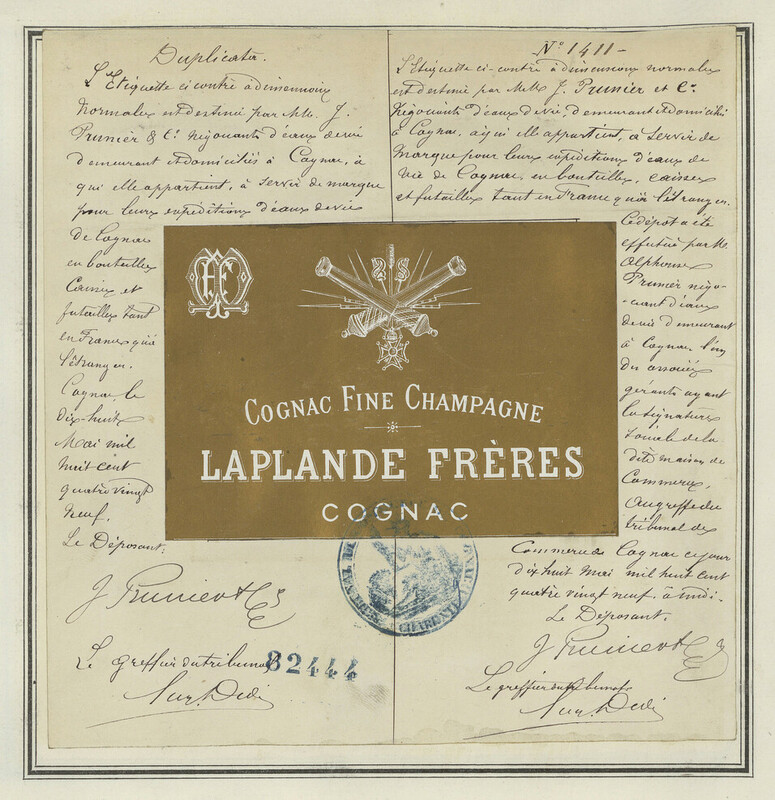 Duplicata.
L'Etiquette ci contre à dimensions
normales est destiné par MM. J.
Prunier & Cie. négociants d'eaux de vie
demeurant et domiciliés à Cognac, à
qui elle appartient, à servir de marque
pour leurs expéditions d'eaux de vie
de Cognac
en bouteilles
Caisses et
futailles tant
en France qu'à
l'étranger.
Cognac, le
dix-huit
Mai mil
huit cent
quatre vingt
neuf.
Le Déposant:
J Prunier & Cie
Le greffier du tribunal
82444
No 1411-
L'Etiquette ci-contre à dimensions normales
est destiné par MM. J. Prunier et Cie.
Négociants d'eaux de vie, demeurant et domiciliés
à Cognac, à qui elle appartient, à servir de
Marque pour leurs expéditions d'eaux de
vie de Cognac en bouteilles, caisses
et futailles tant en France qu'à l'étranger.
Ce dépôt a été
effectué par M.
Alphonse
Prunier négo-
-ciant d'eaux
de vie demeurant
à Cognac, l'un
des associés
gérants ayant
la signature
sociale de la
dite maison de
Commerce,
au greffe du
tribunal de
Commerce de Cognac ce jour
dix huit Mai mil huit cent
quatre vingt neuf. à midi.
Le Déposant,
J Prunier & Cie
Le greffier du tribunal
COGNAC FINE CHAMPAGNE
LAPLANDE FRÈRES
COGNAC
CHARENTE